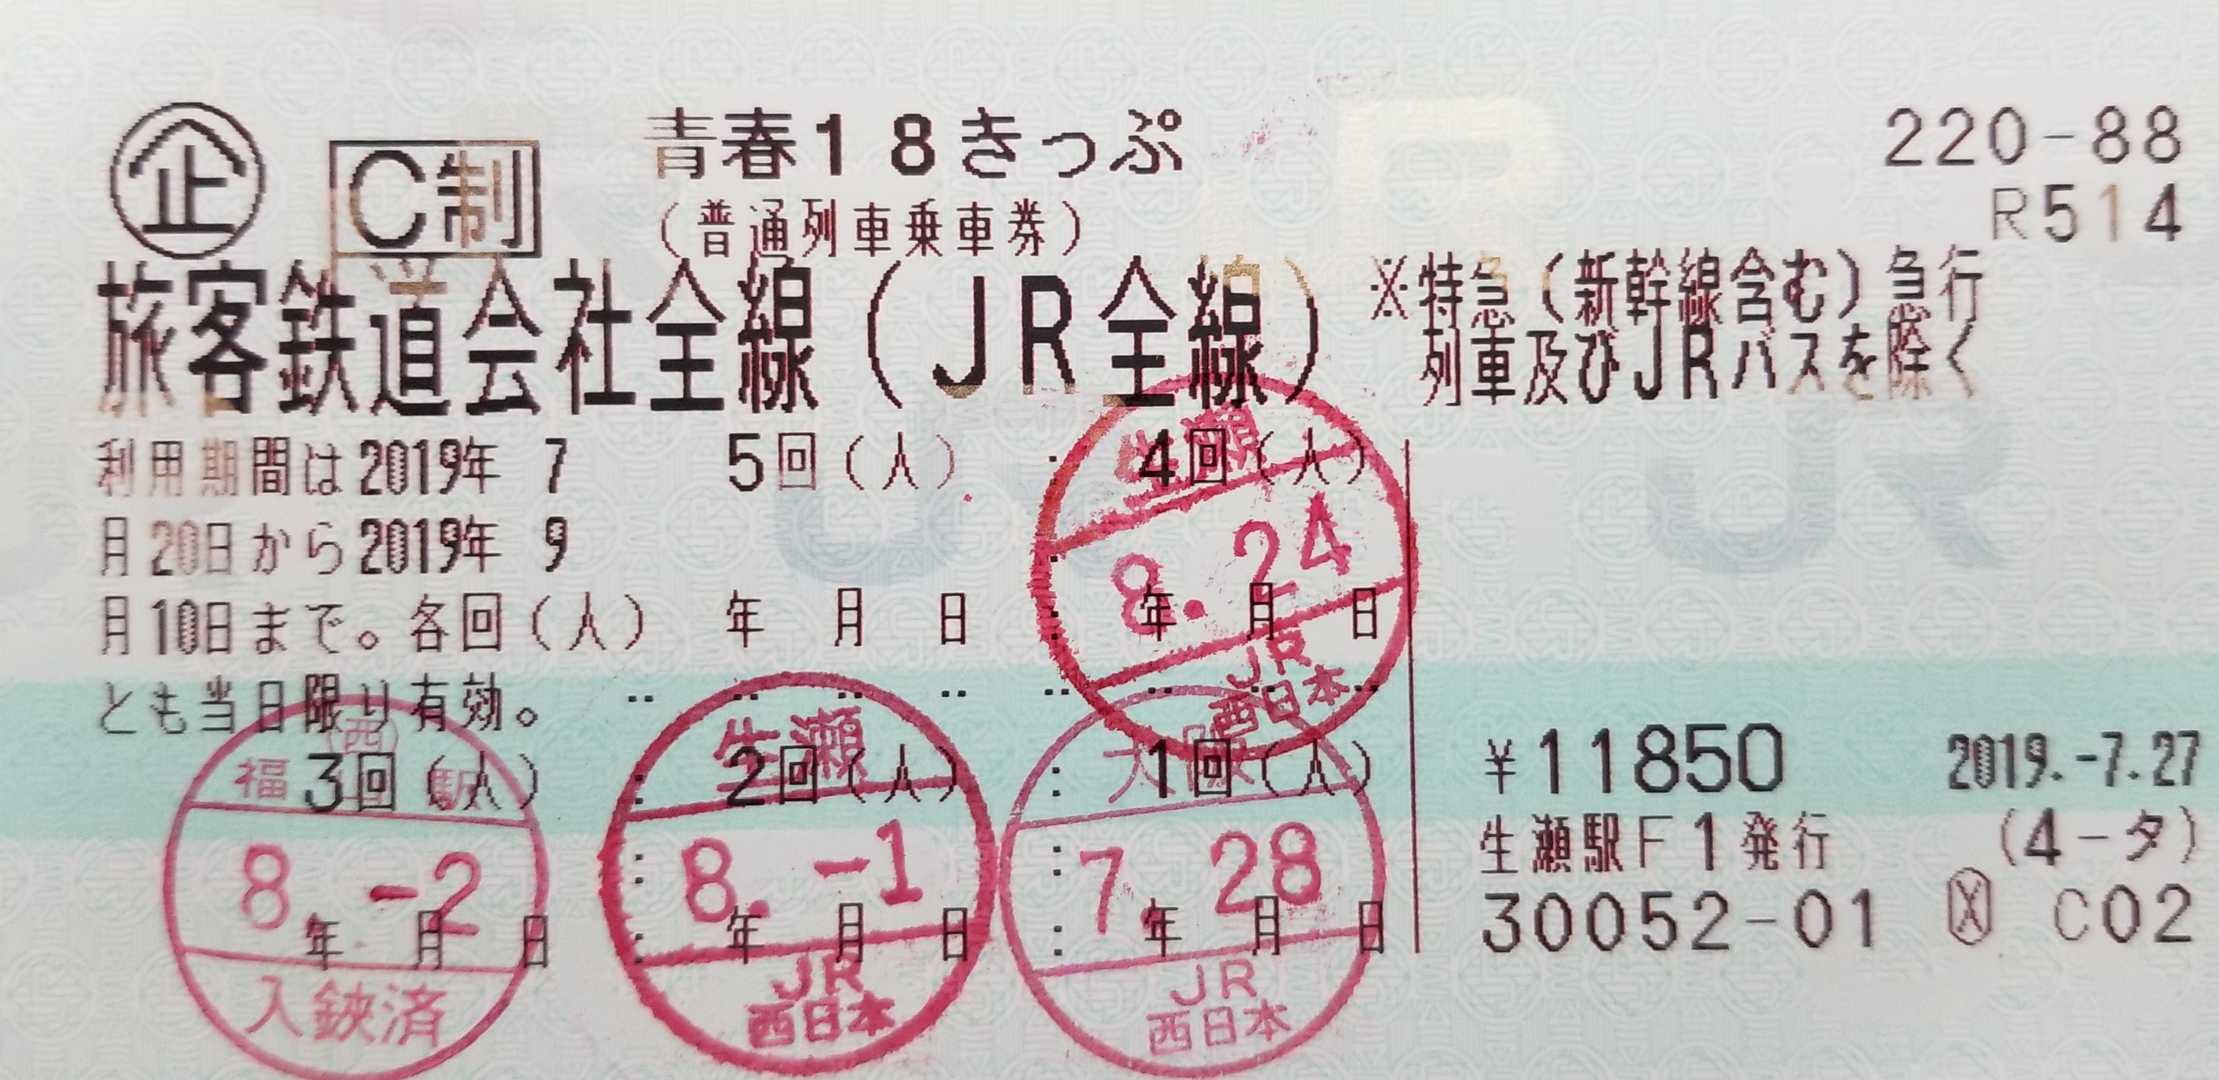 企 C制 青春18きっぷ 220-88
(普通列車乗車券) R514
旅客鉄道会社全線(JR全線) ※特急(新幹線含む)急行
列車及びJRバスを除く
利用期間は2019年 7
月20日から2019年 9
月10日まで。各回(人)
とも当日限り有効。
5回(人)
年 月 日
4回(人)
年 月 日
生瀬
8.24
JR
西日本
3回(人)
年 月 日
福 西 駅
8 -2
入鋏済
2回(人)
年 月 日
生瀬
8.-1
JR
西日本
1回(人)
年 月 日
大阪
7.28
JR
西日本
¥11850 2019.-7.27
生瀬駅F1発行 (4-タ)
30052-01 X C02